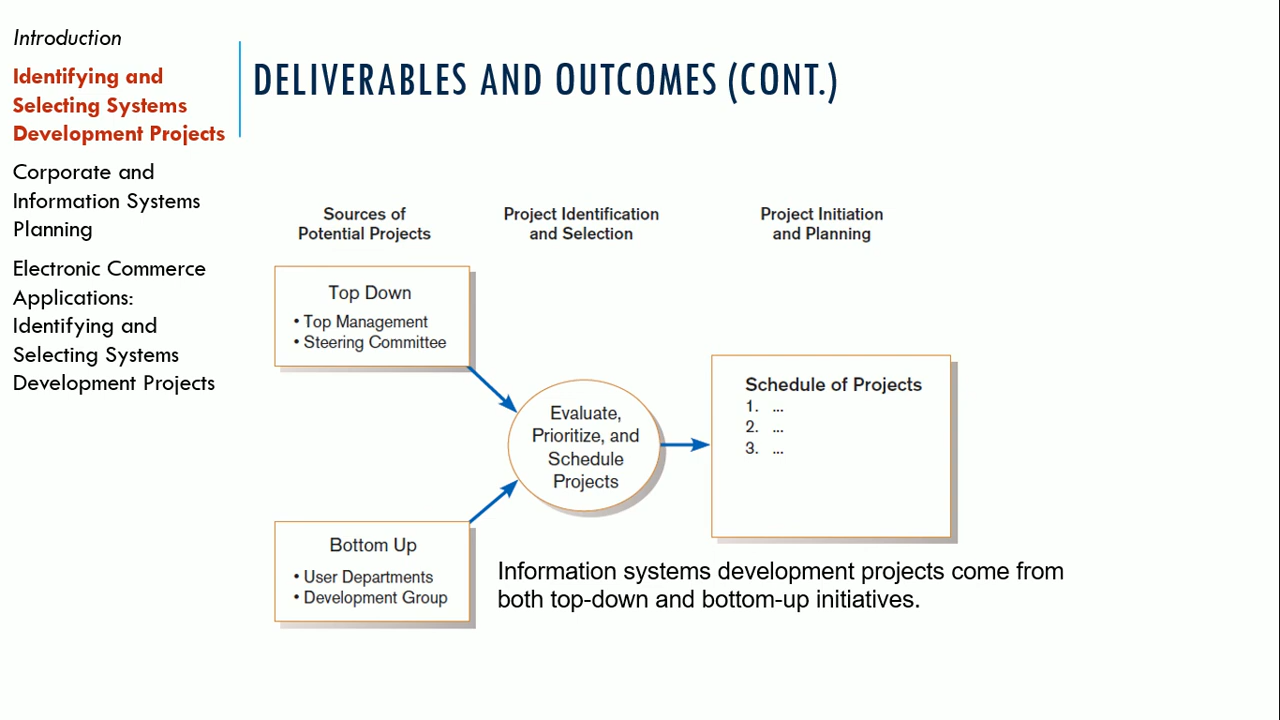 Introduction
Identifying and
Selecting Systems
Development Projects
Corporate and
Information Systems
Planning
Electronic Commerce
Applications:
Identifying and
Selecting Systems
Development Projects
DELIVERABLES AND OUTCOMES (CONT.)
Sources of
Potential Projects
Project Identification
and Selection
Project Initiation
and Planning
Top Down
• Top Management
• Steering Committee
Evaluate,
Prioritize, and
Schedule
Projects
Schedule of Projects
1. ...
2. ...
3. ...
Bottom Up
• User Departments
• Development Group
Information systems development projects come from
both top-down and bottom-up initiatives.